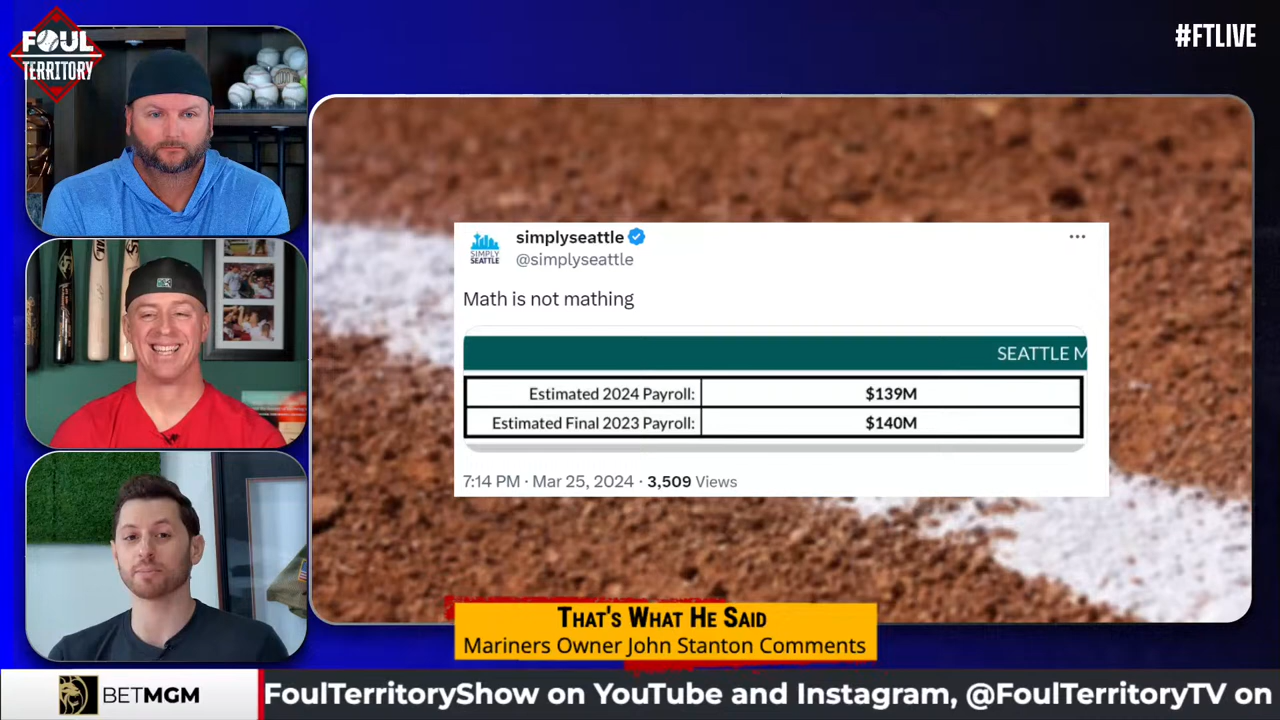 FOUL
TERRITORY
#FTLIVE
SIMPLY
SEATTLE
simplyseattle
@simplyseattle
Math is not mathing
SEATTLE M
Estimated 2024 Payroll: $139M
Estimated Final 2023 Payroll: $140M
7:14 PM · Mar 25, 2024 · 3,509 Views
THAT'S WHAT HE SAID
Mariners Owner John Stanton Comments
BETMGM
FoulTerritoryShow on YouTube and Instagram, @FoulTerritoryTV on